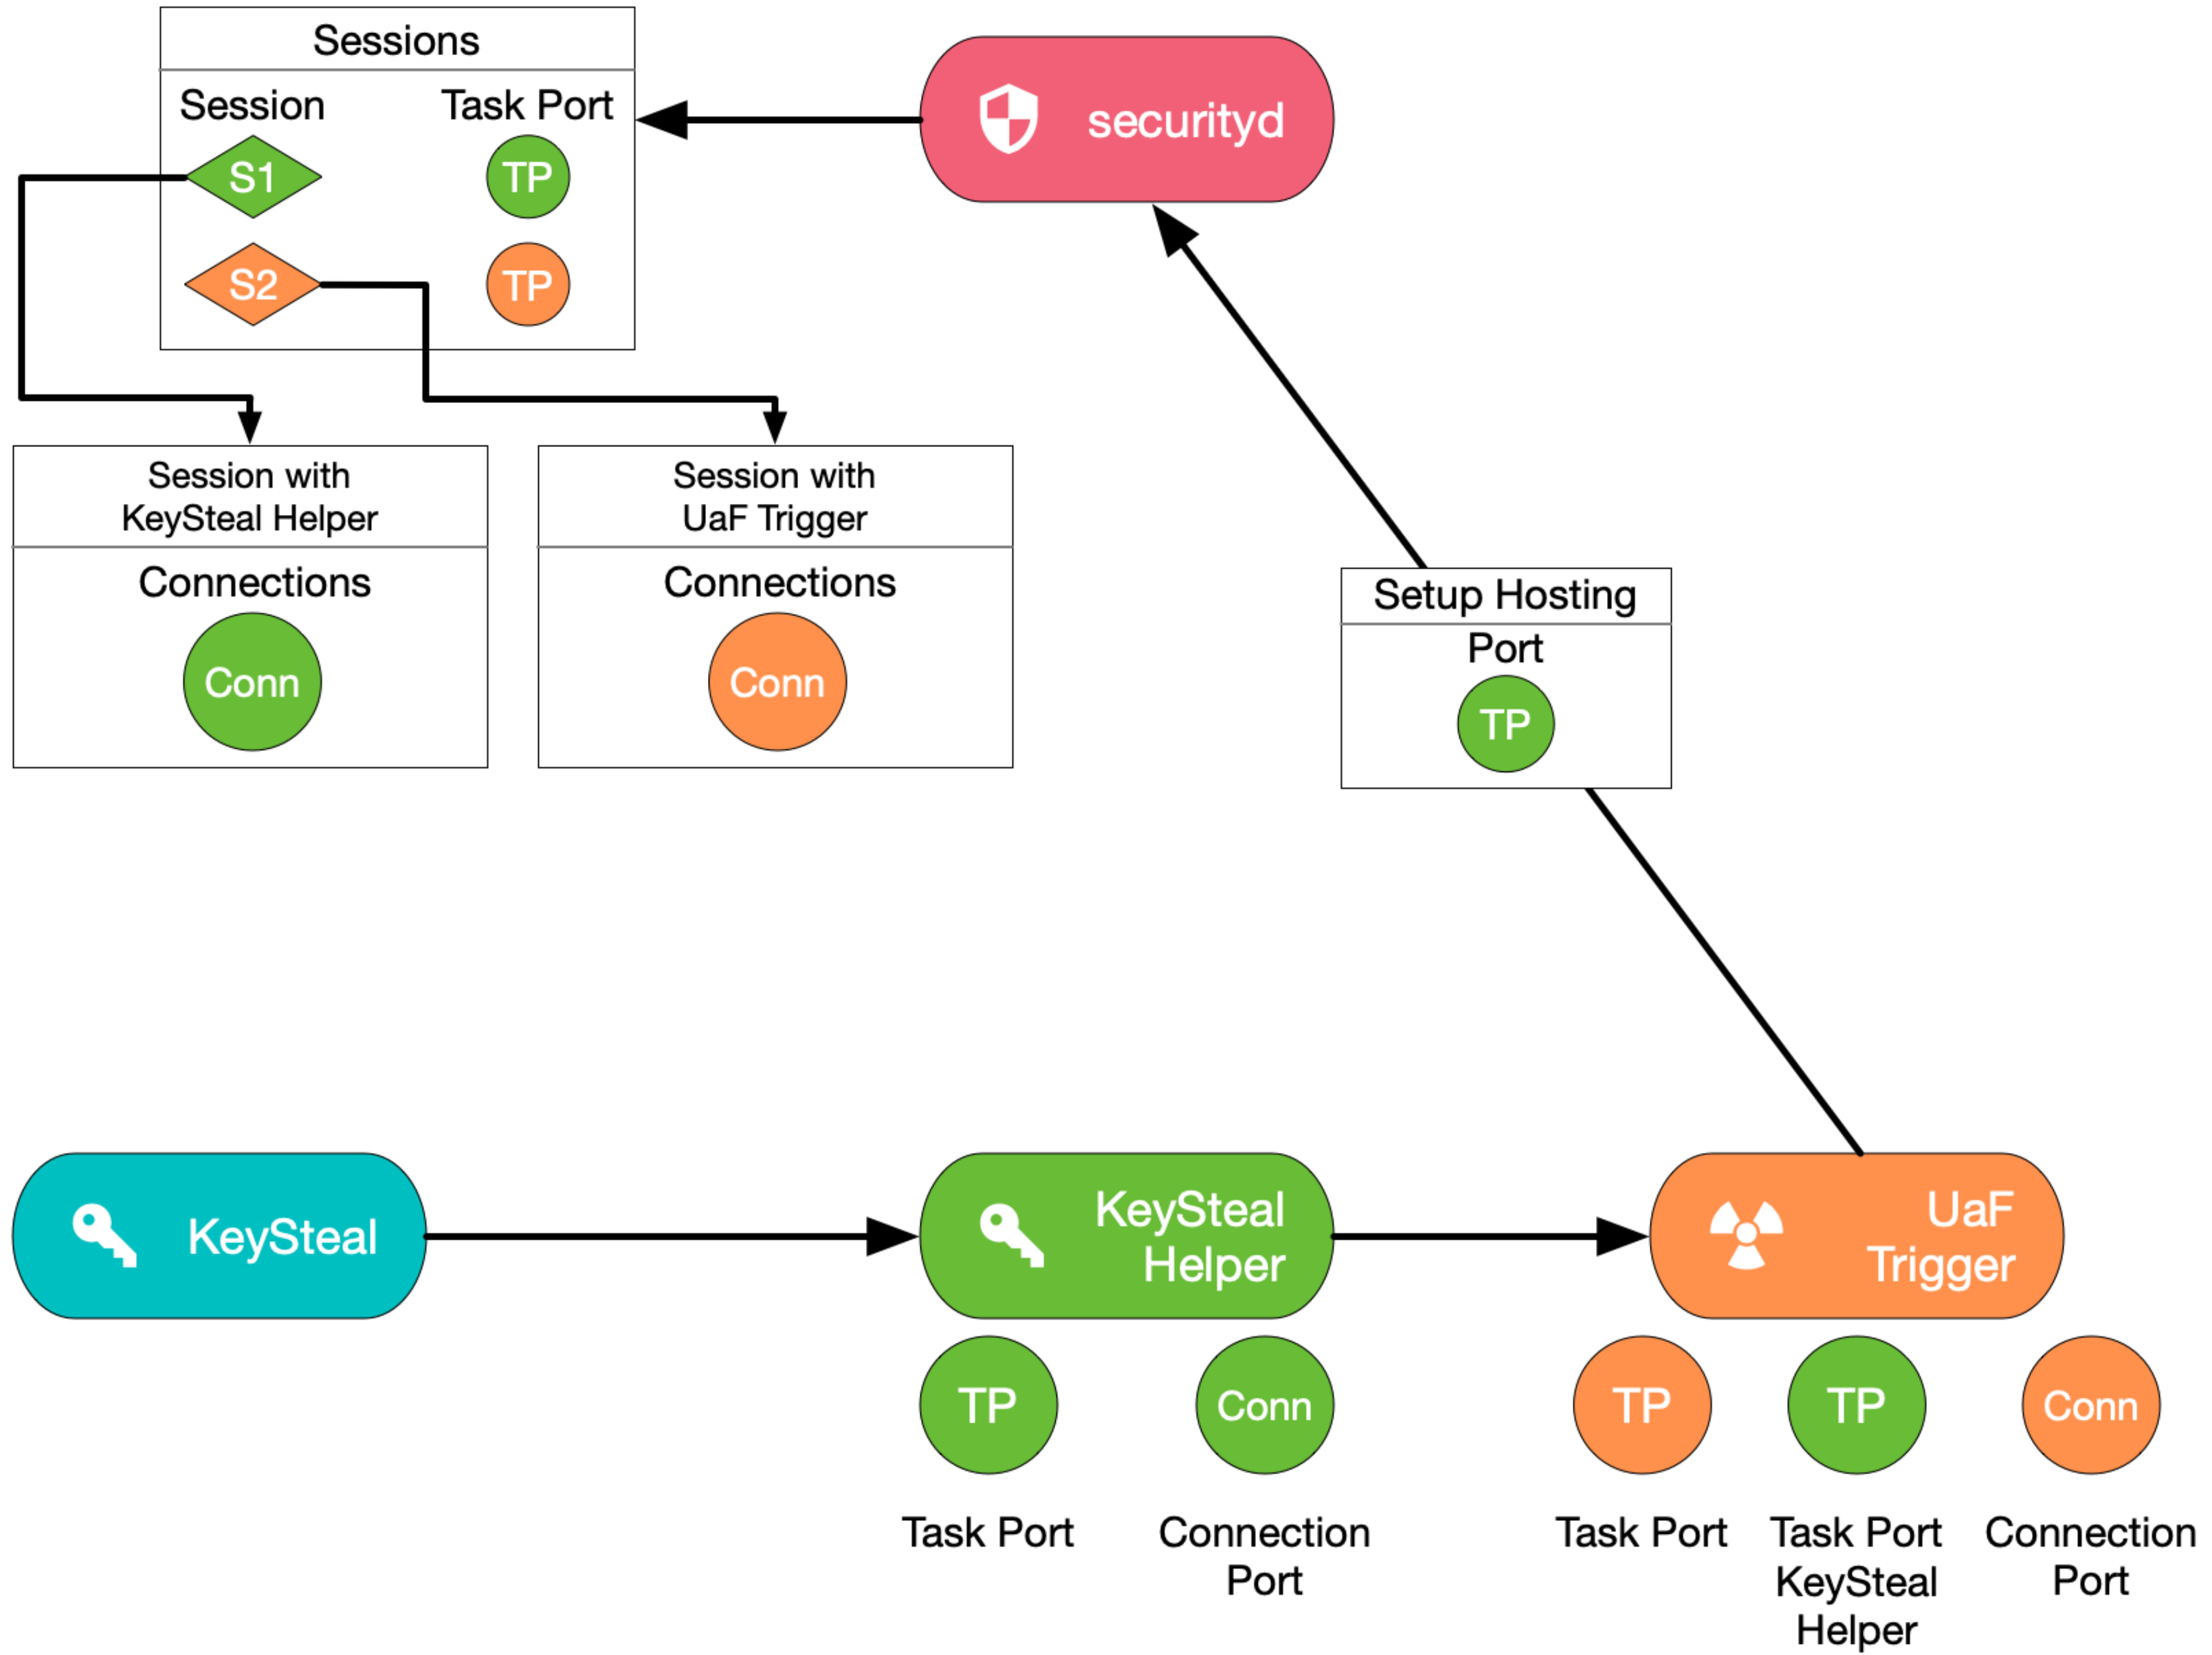 Sessions
Session
Task Port
S1
TP
S2
TP
securityd
Session with
KeySteal Helper
Connections
Conn
Session with
UaF Trigger
Connections
Conn
Setup Hosting
Port
TP
KeySteal
KeySteal
Helper
UaF
Trigger
TP
Conn
TP
TP
Conn
Task Port
Connection
Port
Task Port
Task Port
KeySteal
Helper
Connection
Port